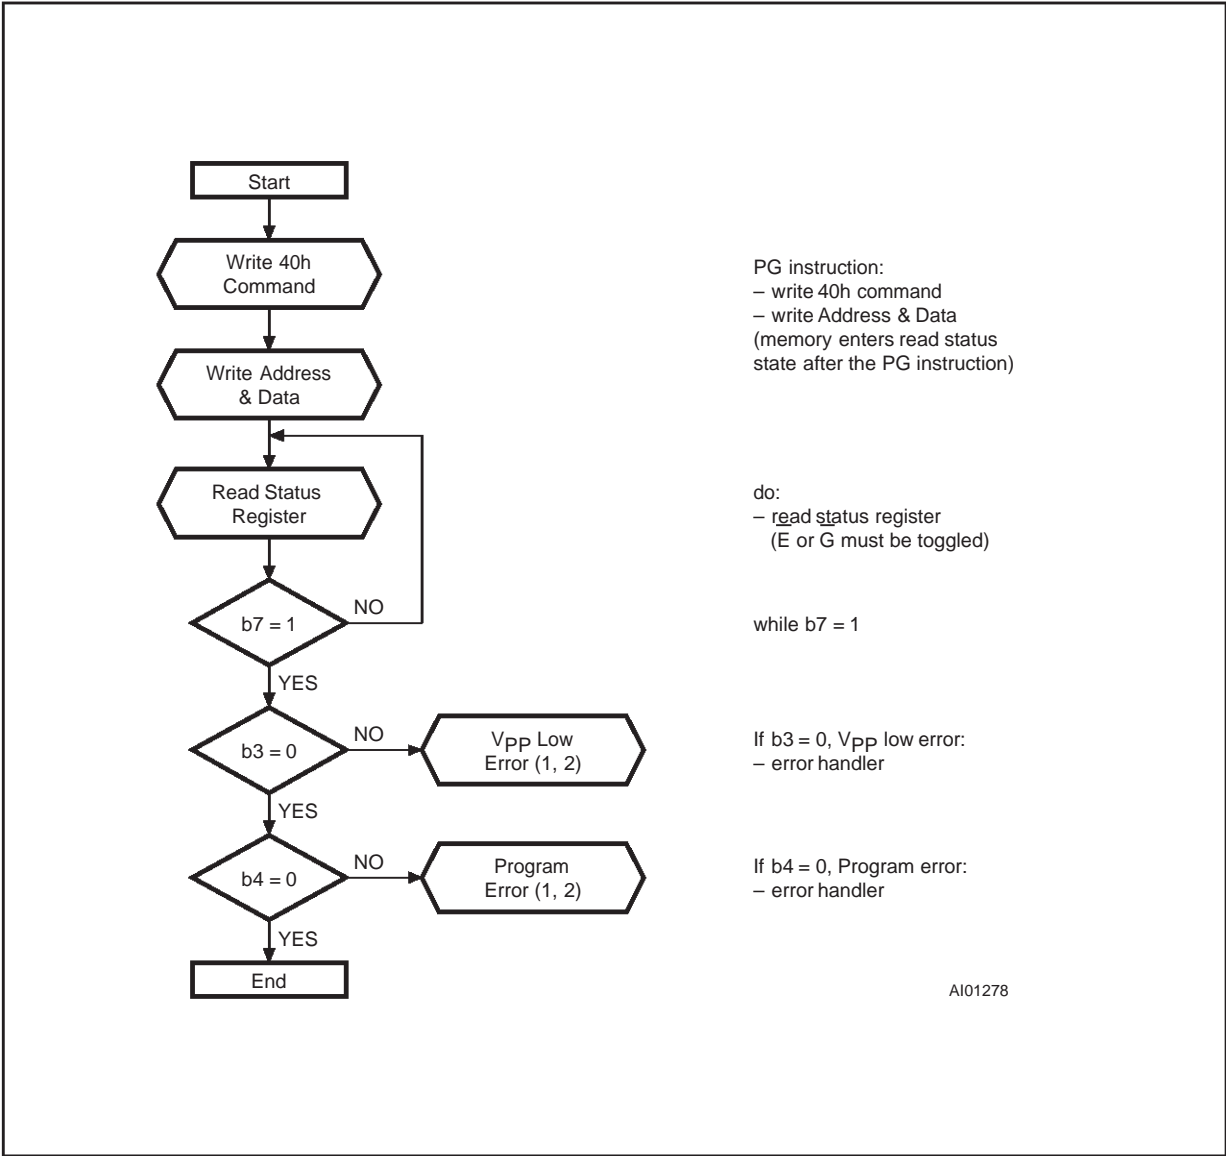 Start
Write 40h
Command
Write Address
& Data
Read Status
Register
b7 = 1
NO
YES
b3 = 0
NO
YES
VPP Low
Error (1, 2)
b4 = 0
NO
YES
Program
Error (1, 2)
End
PG instruction:
– write 40h command
– write Address & Data
(memory enters read status
state after the PG instruction)
do:
– read status register
(E or G must be toggled)
while b7 = 1
If b3 = 0, VPP low error:
– error handler
If b4 = 0, Program error:
– error handler
AI01278